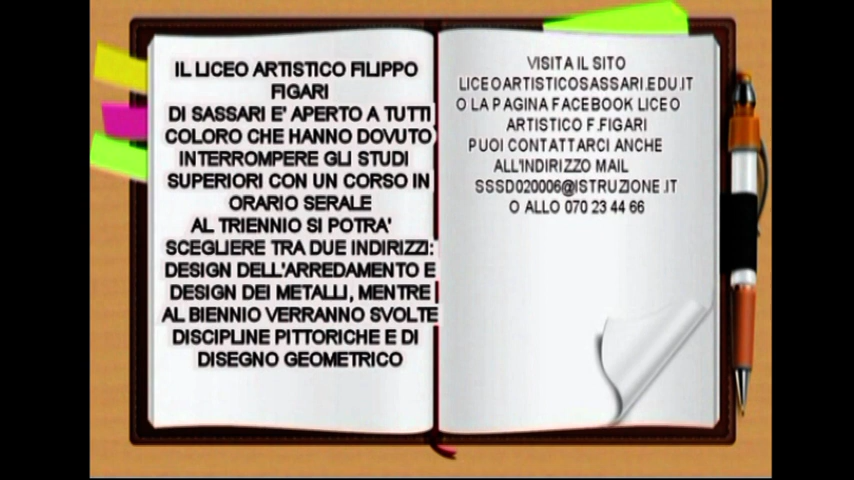 IL LICEO ARTISTICO FILIPPO
FIGARI
DI SASSARI E' APERTO A TUTTI
COLORO CHE HANNO DOVUTO
INTERROMPERE GLI STUDI
SUPERIORI CON UN CORSO IN
ORARIO SERALE
AL TRIENNIO SI POTRA'
SCEGLIERE TRA DUE INDIRIZZI:
DESIGN DELL'ARREDAMENTO E
DESIGN DEI METALLI, MENTRE
AL BIENNIO VERRANNO SVOLTE
DISCIPLINE PITTORICHE E DI
DISEGNO GEOMETRICO
VISITA IL SITO
LICEOARTISTICOSASSARI.EDU.IT
O LA PAGINA FACEBOOK LICEO
ARTISTICO F.FIGARI
PUOI CONTATTARCI ANCHE
ALL'INDIRIZZO MAIL
SSSD020006@ISTRUZIONE.IT
O ALLO 070 23 44 66